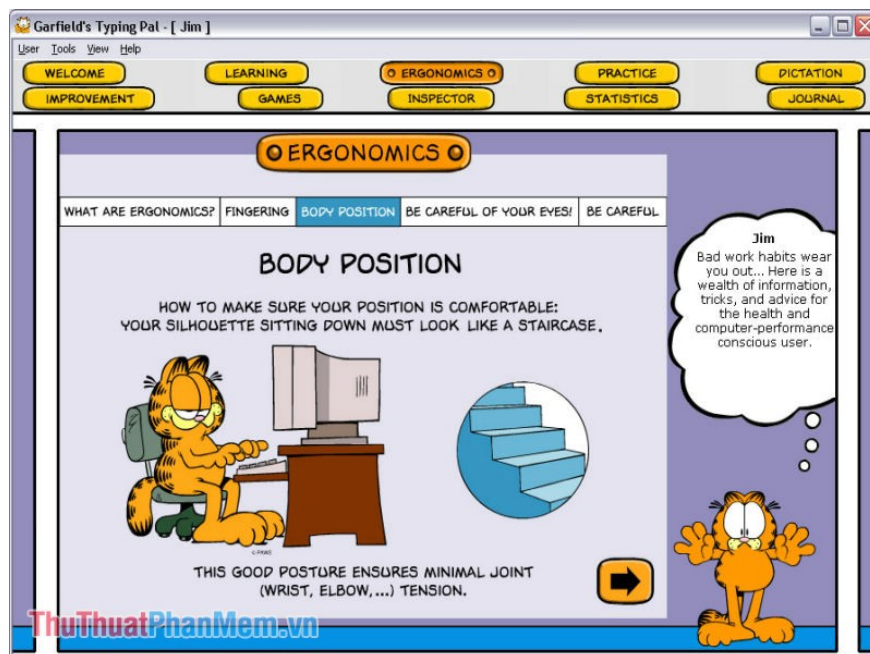 Garfield's Typing Pal - [ Jim ]
User Tools View Help
WELCOME LEARNING ERGONOMICS PRACTICE DICTATION
IMPROVEMENT GAMES INSPECTOR STATISTICS JOURNAL
ERGONOMICS
WHAT ARE ERGONOMICS? FINGERING BODY POSITION BE CAREFUL OF YOUR EYES! BE CAREFUL
BODY POSITION
HOW TO MAKE SURE YOUR POSITION IS COMFORTABLE:
YOUR SILHOUETTE SITTING DOWN MUST LOOK LIKE A STAIRCASE.
© PAWS
THIS GOOD POSTURE ENSURES MINIMAL JOINT
(WRIST, ELBOW,...) TENSION.
Jim
Bad work habits wear
you out... Here is a
wealth of information,
tricks, and advice for
the health and
computer-performance
conscious user.
ThuThuatPhanMem.vn